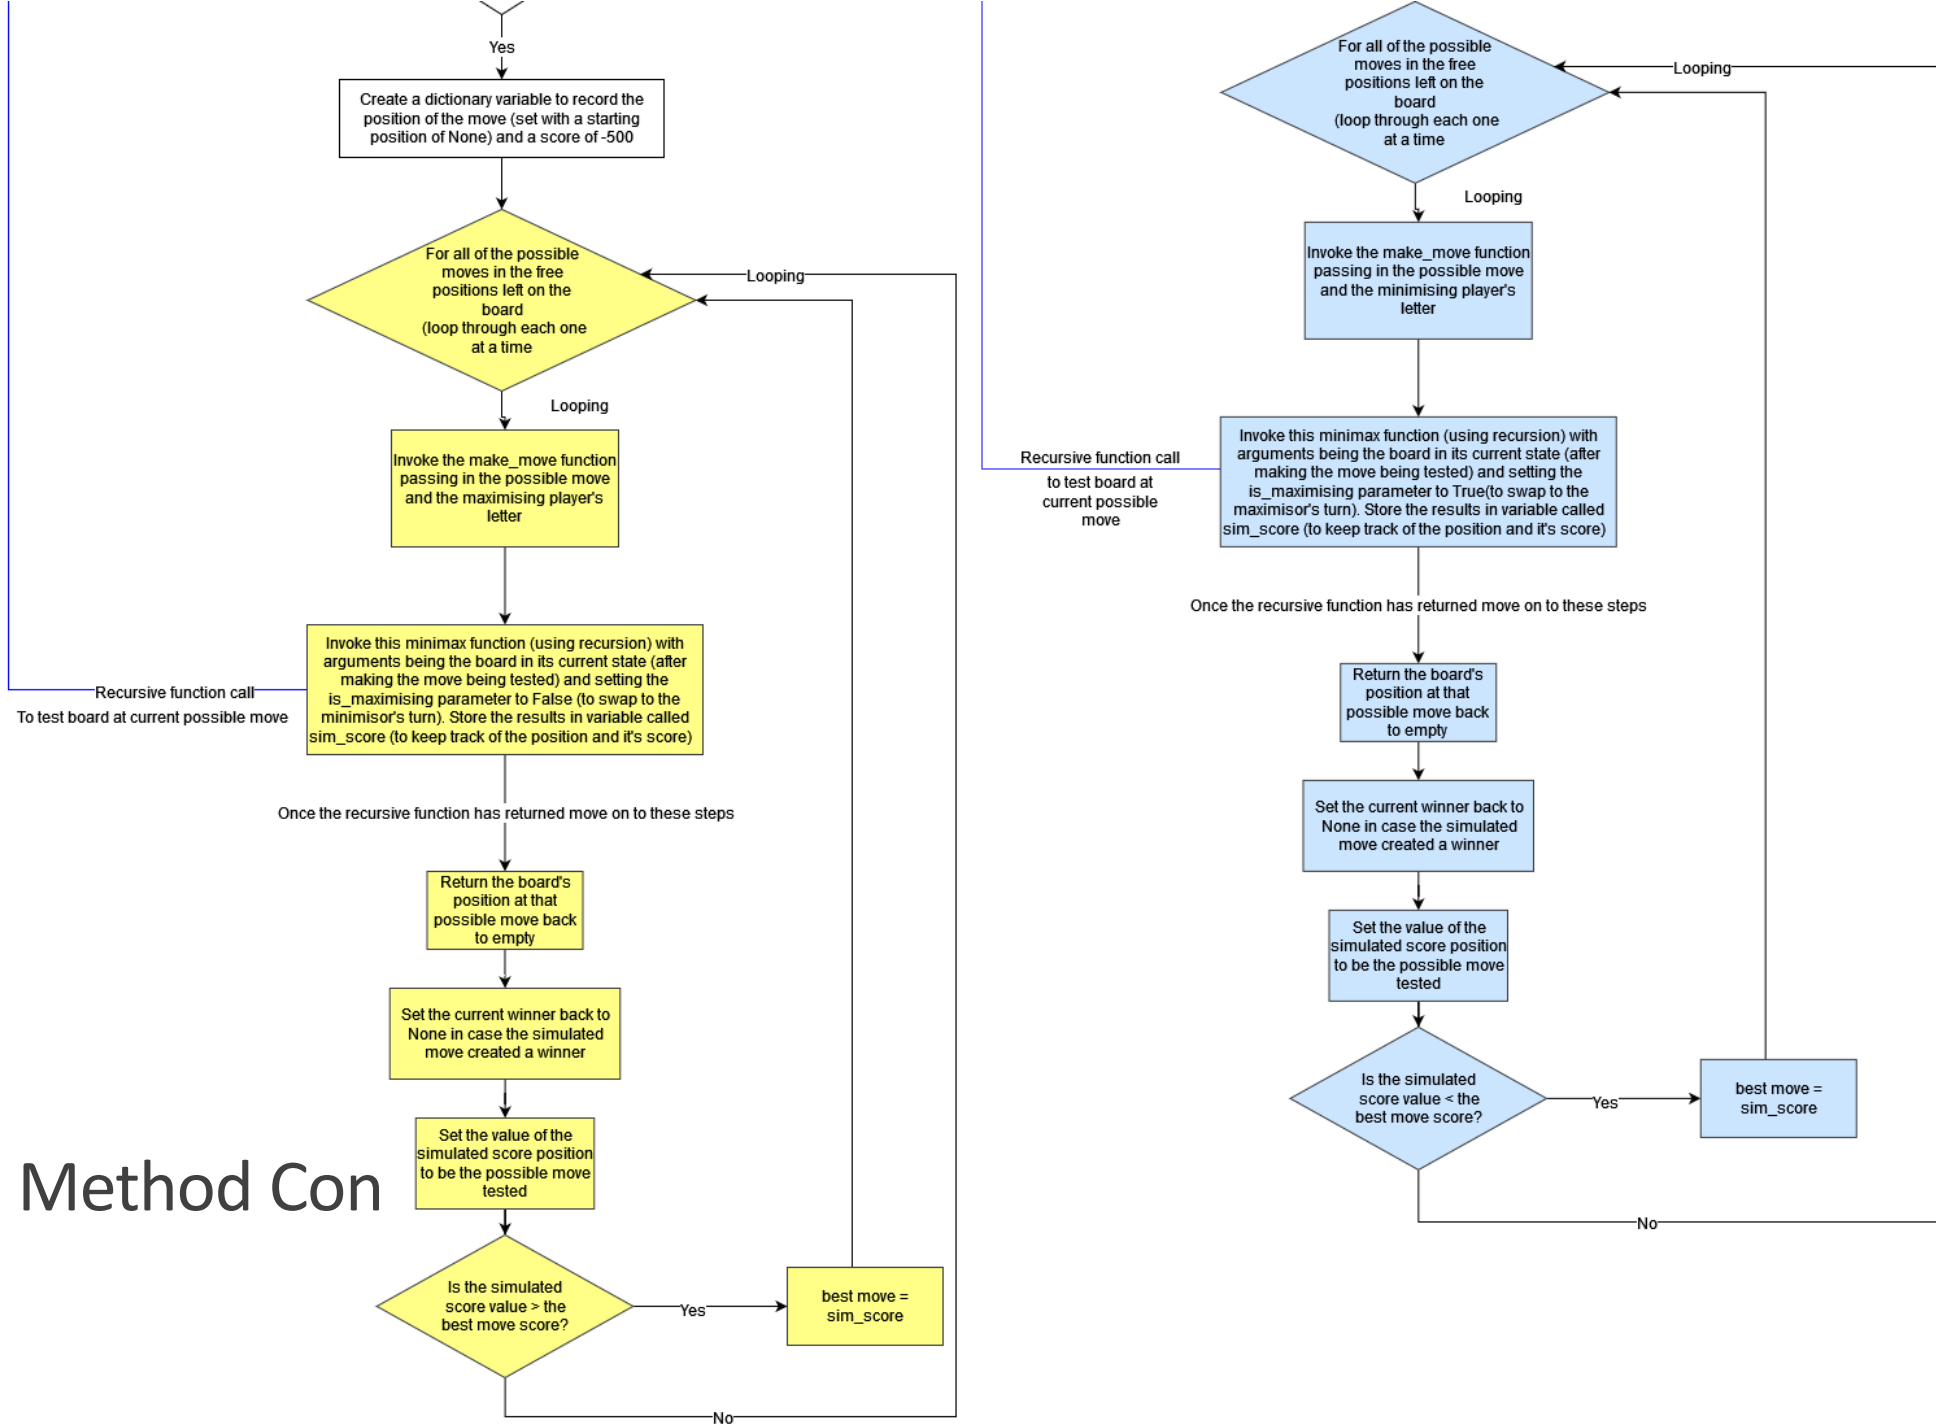 Yes
Create a dictionary variable to record the
position of the move (set with a starting
position of None) and a score of -500
For all of the possible
moves in the free
positions left on the
board
(loop through each one
at a time
Looping
Looping
Invoke the make_move function
passing in the possible move
and the maximising player's
letter
Invoke this minimax function (using recursion) with
arguments being the board in its current state (after
making the move being tested) and setting the
is_maximising parameter to False (to swap to the
minimisor's turn). Store the results in variable called
sim_score (to keep track of the position and it's score)
Recursive function call
To test board at current possible move
Once the recursive function has returned move on to these steps
Return the board's
position at that
possible move back
to empty
Set the current winner back to
None in case the simulated
move created a winner
Set the value of the
simulated score position
to be the possible move
tested
Method Con
Is the simulated
score value > the
best move score?
Yes
best move =
sim_score
No
For all of the possible
moves in the free
positions left on the
board
(loop through each one
at a time
Looping
Looping
Invoke the make_move function
passing in the possible move
and the minimising player's
letter
Invoke this minimax function (using recursion) with
arguments being the board in its current state (after
making the move being tested) and setting the
is_maximising parameter to True(to swap to the
maximisor's turn). Store the results in variable called
sim_score (to keep track of the position and it's score)
Recursive function call
to test board at
current possible
move
Once the recursive function has returned move on to these steps
Return the board's
position at that
possible move back
to empty
Set the current winner back to
None in case the simulated
move created a winner
Set the value of the
simulated score position
to be the possible move
tested
Is the simulated
score value < the
best move score?
Yes
best move =
sim_score
No